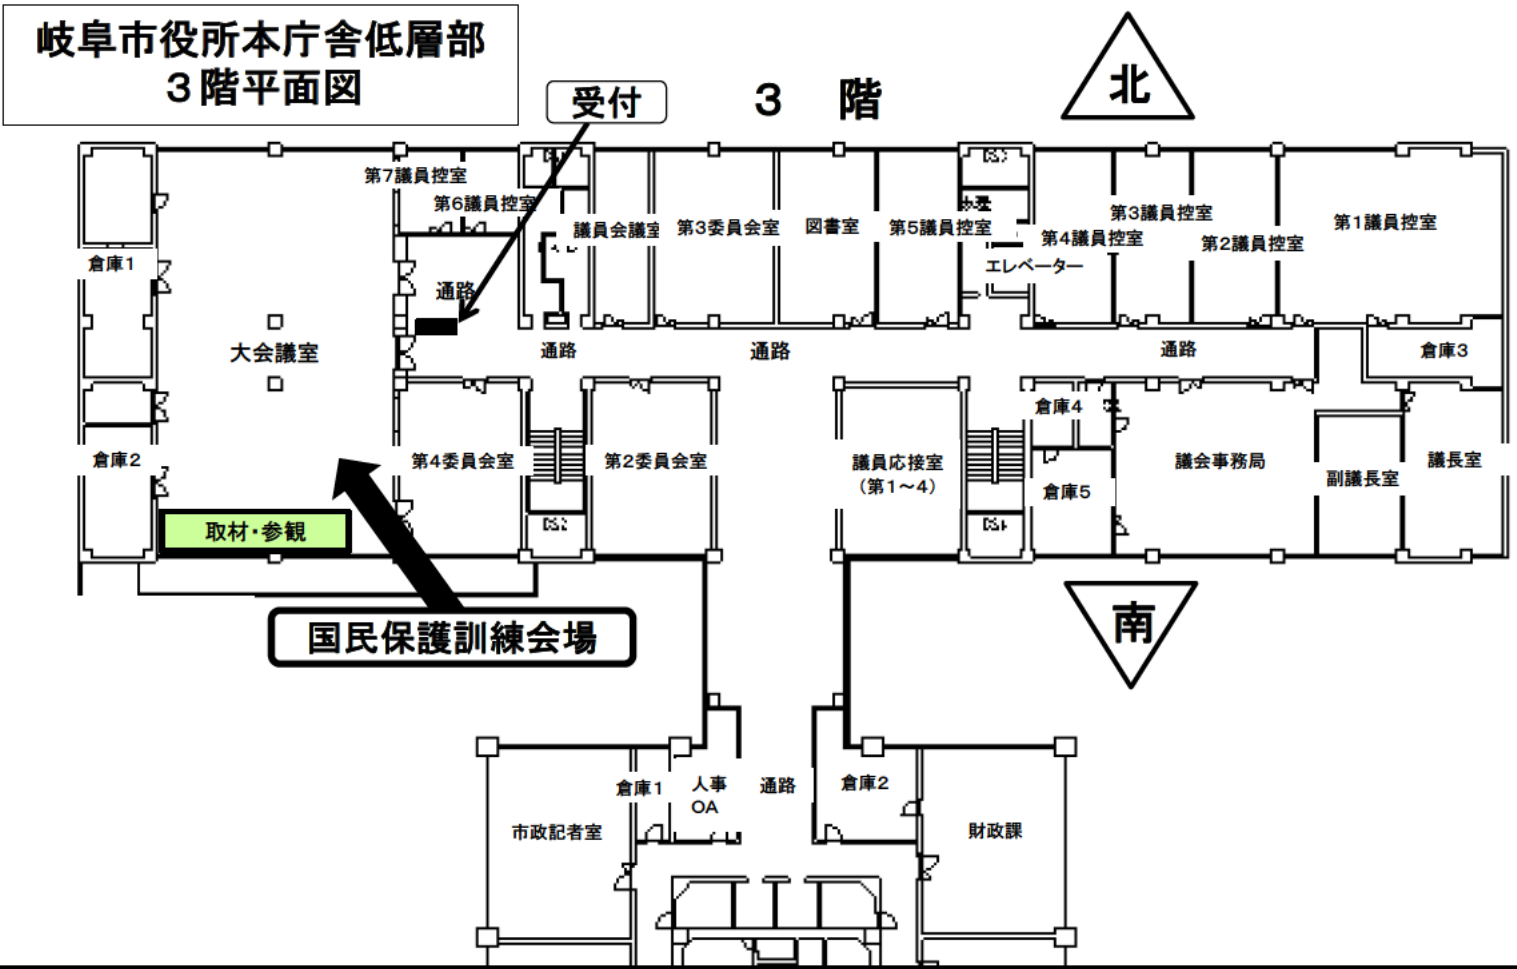 岐阜市役所本庁舎低層部
３階平面図
受付
３　階
北
第7議員控室
第6議員控室
議員会議室
第3委員会室
図書室
第5議員控室
エレベーター
第4議員控室
第3議員控室
第2議員控室
第1議員控室
倉庫1
通路
大会議室
通路
通路
通路
倉庫3
倉庫2
第4委員会室
第2委員会室
議員応接室
（第1～4）
倉庫4
倉庫5
議会事務局
副議長室
議長室
取材・参観
国民保護訓練会場
南
市政記者室
倉庫1
人事
OA
通路
倉庫2
財政課